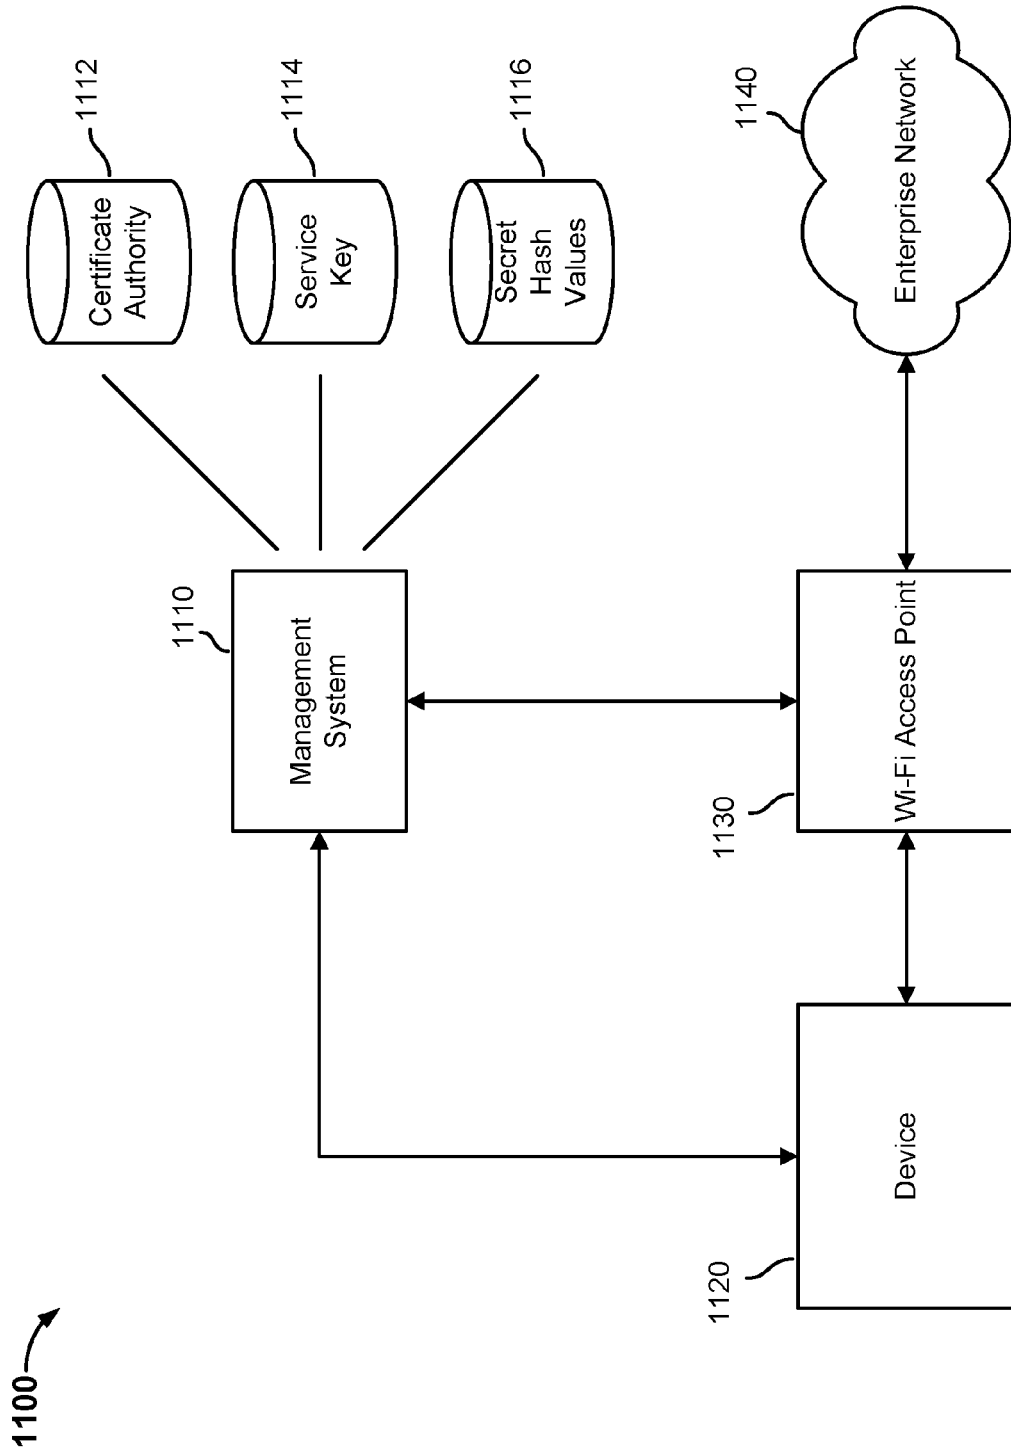 1100
1112
Certificate
Authority
1114
Service
Key
1116
Secret
Hash
Values
1110
Management
System
1120
Device
1130
Wi-Fi Access Point
1140
Enterprise Network